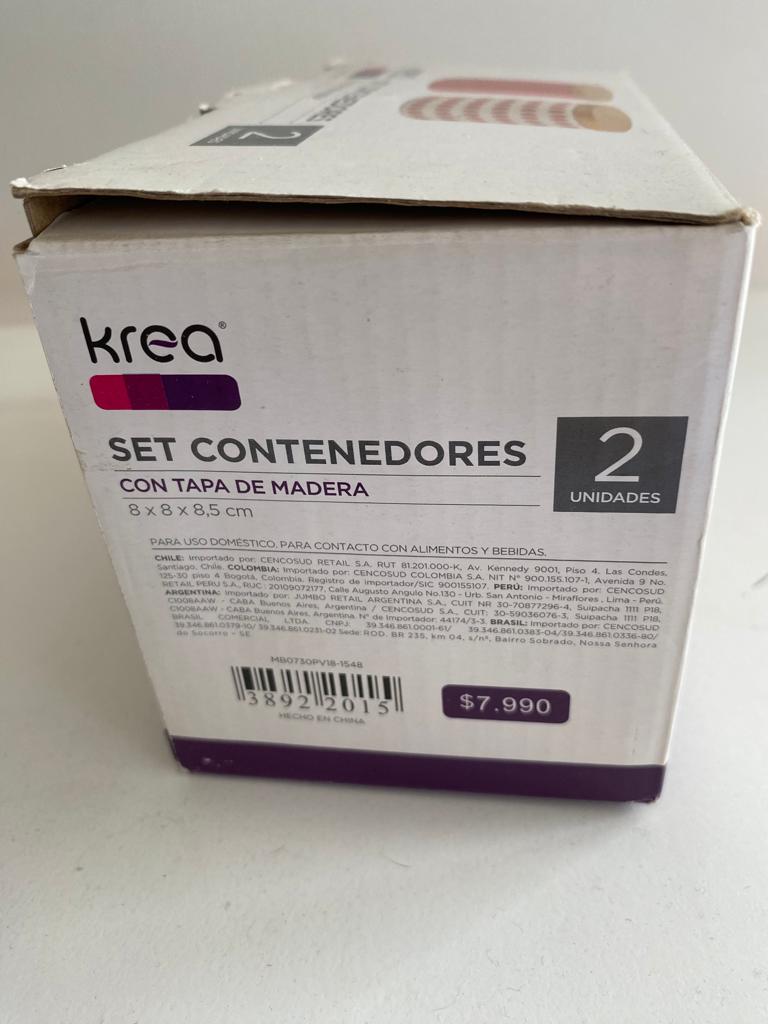 2
krea®
SET CONTENEDORES
CON TAPA DE MADERA
8 x 8 x 8,5 cm
2
UNIDADES
PARA USO DOMÉSTICO. PARA CONTACTO CON ALIMENTOS Y BEBIDAS.
CHILE: Importado por: CENCOSUD RETAIL S.A. RUT 81.201.000-K, Av. Kennedy 9001, Piso 4. Las Condes,
Santiago, Chile. COLOMBIA: Importado por: CENCOSUD COLOMBIA S.A. NIT N° 900.155.107-1, Avenida 9 No.
125-30 piso 4 Bogotá, Colombia. Registro de importador/SIC 900155107. PERÚ: Importado por: CENCOSUD
RETAIL PERU S.A., RUC : 20109072177, Calle Augusto Angulo No.130 - Urb. San Antonio - Miraflores , Lima - Perú.
ARGENTINA: Importado por: JUMBO RETAIL ARGENTINA S.A., CUIT NR 30-70877296-4, Suipacha 1111 P18,
C1008AAW - CABA Buenos Aires, Argentina / CENCOSUD S.A., CUIT: 30-59036076-3, Suipacha 1111 P18,
C1008AAW - CABA Buenos Aires, Argentina. N° de Importador: 44174/3-3. BRASIL: Importado por: CENCOSUD
BRASIL COMERCIAL LTDA. CNPJ: 39.346.861.0001-61/ 39.346.861.0383-04/39.346.861.0336-80/
39.346.861.0379-10/ 39.346.861.0231-02 Sede: ROD. BR 235, km 04, s/n°, Bairro Sobrado, Nossa Senhora
do Socorro - SE
MB0730PV18-1548
38922015
HECHO EN CHINA
$7.990